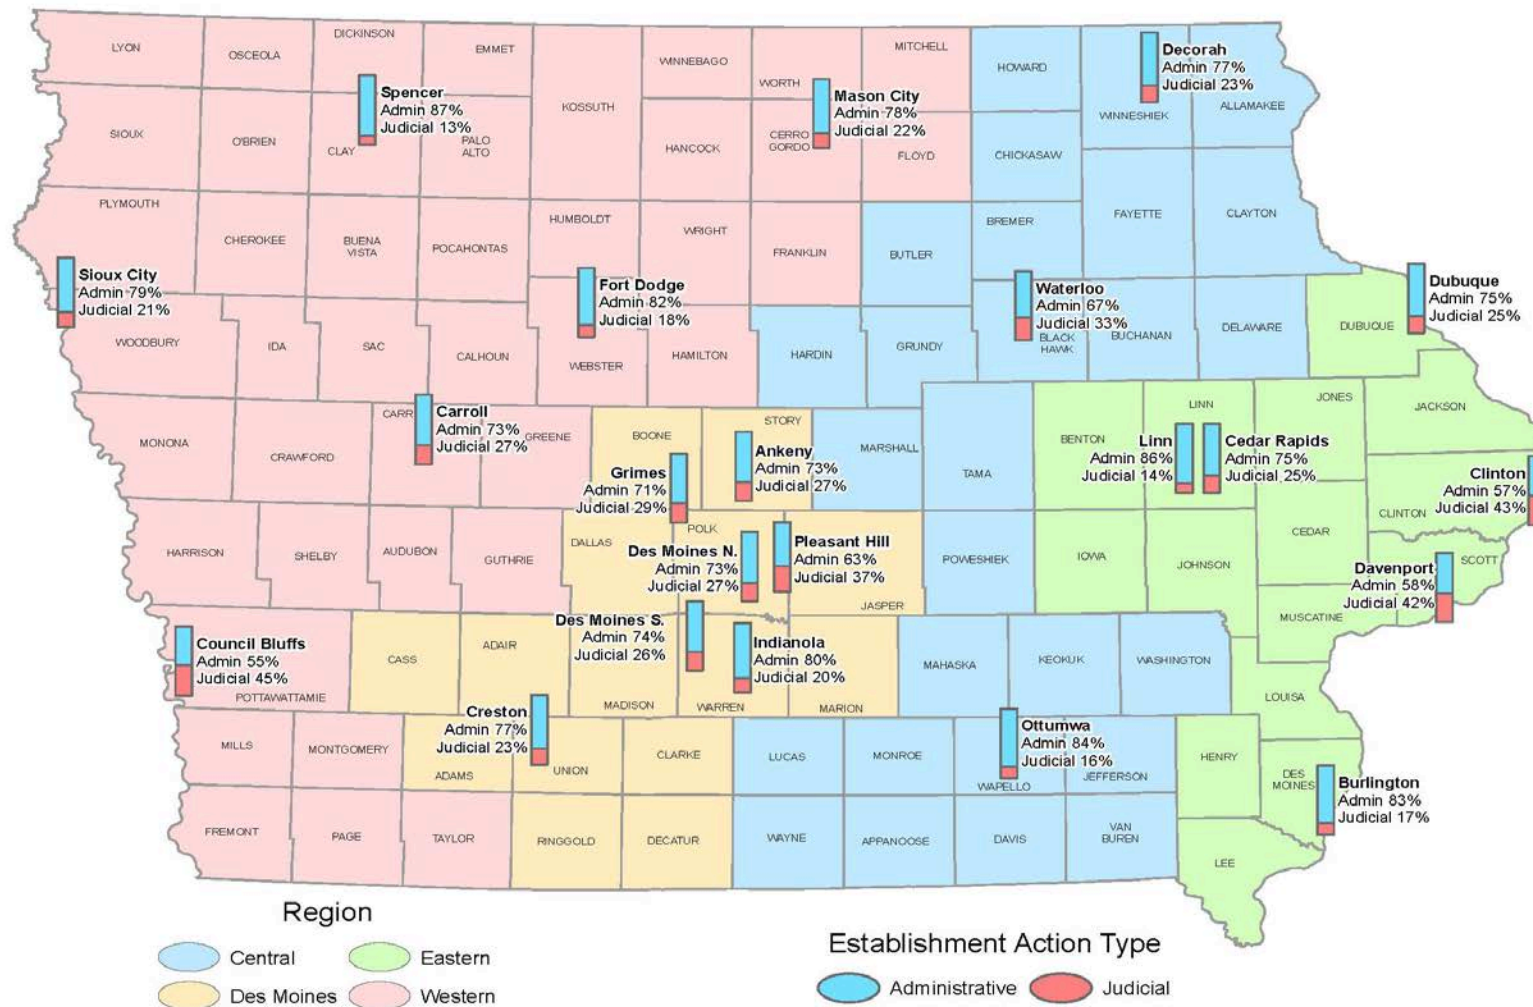 LYON
OSCEOLA
DICKINSON
EMMET
WINNEBAGO
WORTH
MITCHELL
HOWARD
WINNESHIEK
ALLAMAKEE
Decorah
Admin 77%
Judicial 23%
Spencer
Admin 87%
Judicial 13%
Mason City
Admin 78%
Judicial 22%
SIOUX
O'BRIEN
CLAY
PALO
ALTO
KOSSUTH
HANCOCK
CERRO
GORDO
FLOYD
CHICKASAW
PLYMOUTH
CHEROKEE
BUENA
VISTA
POCAHONTAS
HUMBOLDT
WRIGHT
FRANKLIN
BUTLER
BREMER
FAYETTE
CLAYTON
Sioux City
Admin 79%
Judicial 21%
Fort Dodge
Admin 82%
Judicial 18%
Waterloo
Admin 67%
Judicial 33%
Dubuque
Admin 75%
Judicial 25%
WOODBURY
IDA
SAC
CALHOUN
WEBSTER
HAMILTON
HARDIN
GRUNDY
BLACK
HAWK
BUCHANAN
DELAWARE
DUBUQUE
MONONA
CRAWFORD
CARR
Carroll
Admin 73%
Judicial 27%
GREENE
BOONE
STORY
MARSHALL
TAMA
BENTON
LINN
JONES
JACKSON
Grimes
Admin 71%
Judicial 29%
Ankeny
Admin 73%
Judicial 27%
Linn
Admin 86%
Judicial 14%
Cedar Rapids
Admin 75%
Judicial 25%
Clinton
Admin 57%
Judicial 43%
CLINTON
HARRISON
SHELBY
AUDUBON
GUTHRIE
DALLAS
POLK
Des Moines N.
Admin 73%
Judicial 27%
Pleasant Hill
Admin 63%
Judicial 37%
JASPER
POWESHIEK
IOWA
JOHNSON
CEDAR
SCOTT
Davenport
Admin 58%
Judicial 42%
MUSCATINE
Council Bluffs
Admin 55%
Judicial 45%
POTTAWATTAMIE
CASS
ADAIR
Des Moines S.
Admin 74%
Judicial 26%
MADISON
Indianola
Admin 80%
Judicial 20%
WARREN
MARION
MAHASKA
KEOKUK
WASHINGTON
LOUISA
MILLS
MONTGOMERY
ADAMS
Creston
Admin 77%
Judicial 23%
UNION
CLARKE
LUCAS
MONROE
Ottumwa
Admin 84%
Judicial 16%
WAPELLO
JEFFERSON
HENRY
DES
MOINES
Burlington
Admin 83%
Judicial 17%
FREMONT
PAGE
TAYLOR
RINGGOLD
DECATUR
WAYNE
APPANOOSE
DAVIS
VAN
BUREN
LEE
Region
Central
Eastern
Des Moines
Western
Establishment Action Type
Administrative
Judicial